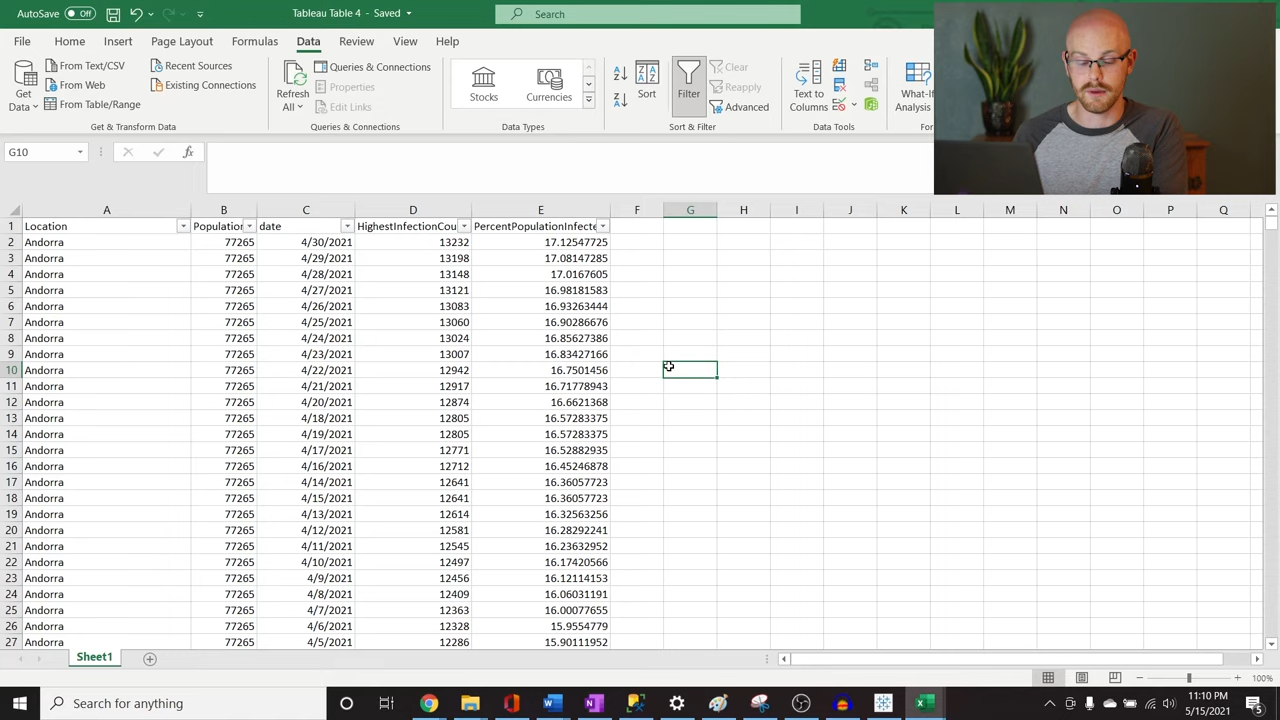 AutoSave Off Tableau Table 4 - Saved Search
File Home Insert Page Layout Formulas Data Review View Help
Get Data From Text/CSV From Web From Table/Range Recent Sources Existing Connections Refresh All Queries & Connections Properties Edit Links Stocks Currencies Sort Filter Clear Reapply Advanced Text to Columns What-If Analysis
Get & Transform Data Queries & Connections Data Types Sort & Filter Data Tools
G10 fx
A B C D E F G H I J K L M N O P Q
1 Location Population date HighestInfectionCou PercentPopulationInfecte
2 Andorra 77265 4/30/2021 13232 17.12547725
3 Andorra 77265 4/29/2021 13198 17.08147285
4 Andorra 77265 4/28/2021 13148 17.0167605
5 Andorra 77265 4/27/2021 13121 16.98181583
6 Andorra 77265 4/26/2021 13083 16.93263444
7 Andorra 77265 4/25/2021 13060 16.90286676
8 Andorra 77265 4/24/2021 13024 16.85627386
9 Andorra 77265 4/23/2021 13007 16.83427166
10 Andorra 77265 4/22/2021 12942 16.7501456
11 Andorra 77265 4/21/2021 12917 16.71778943
12 Andorra 77265 4/20/2021 12874 16.6621368
13 Andorra 77265 4/18/2021 12805 16.57283375
14 Andorra 77265 4/19/2021 12805 16.57283375
15 Andorra 77265 4/17/2021 12771 16.52882935
16 Andorra 77265 4/16/2021 12712 16.45246878
17 Andorra 77265 4/14/2021 12641 16.36057723
18 Andorra 77265 4/15/2021 12641 16.36057723
19 Andorra 77265 4/13/2021 12614 16.32563256
20 Andorra 77265 4/12/2021 12581 16.28292241
21 Andorra 77265 4/11/2021 12545 16.23632952
22 Andorra 77265 4/10/2021 12497 16.17420566
23 Andorra 77265 4/9/2021 12456 16.12114153
24 Andorra 77265 4/8/2021 12409 16.06031191
25 Andorra 77265 4/7/2021 12363 16.00077655
26 Andorra 77265 4/6/2021 12328 15.9554779
27 Andorra 77265 4/5/2021 12286 15.90111952
Sheet1
100%
Search for anything 11:10 PM
5/15/2021